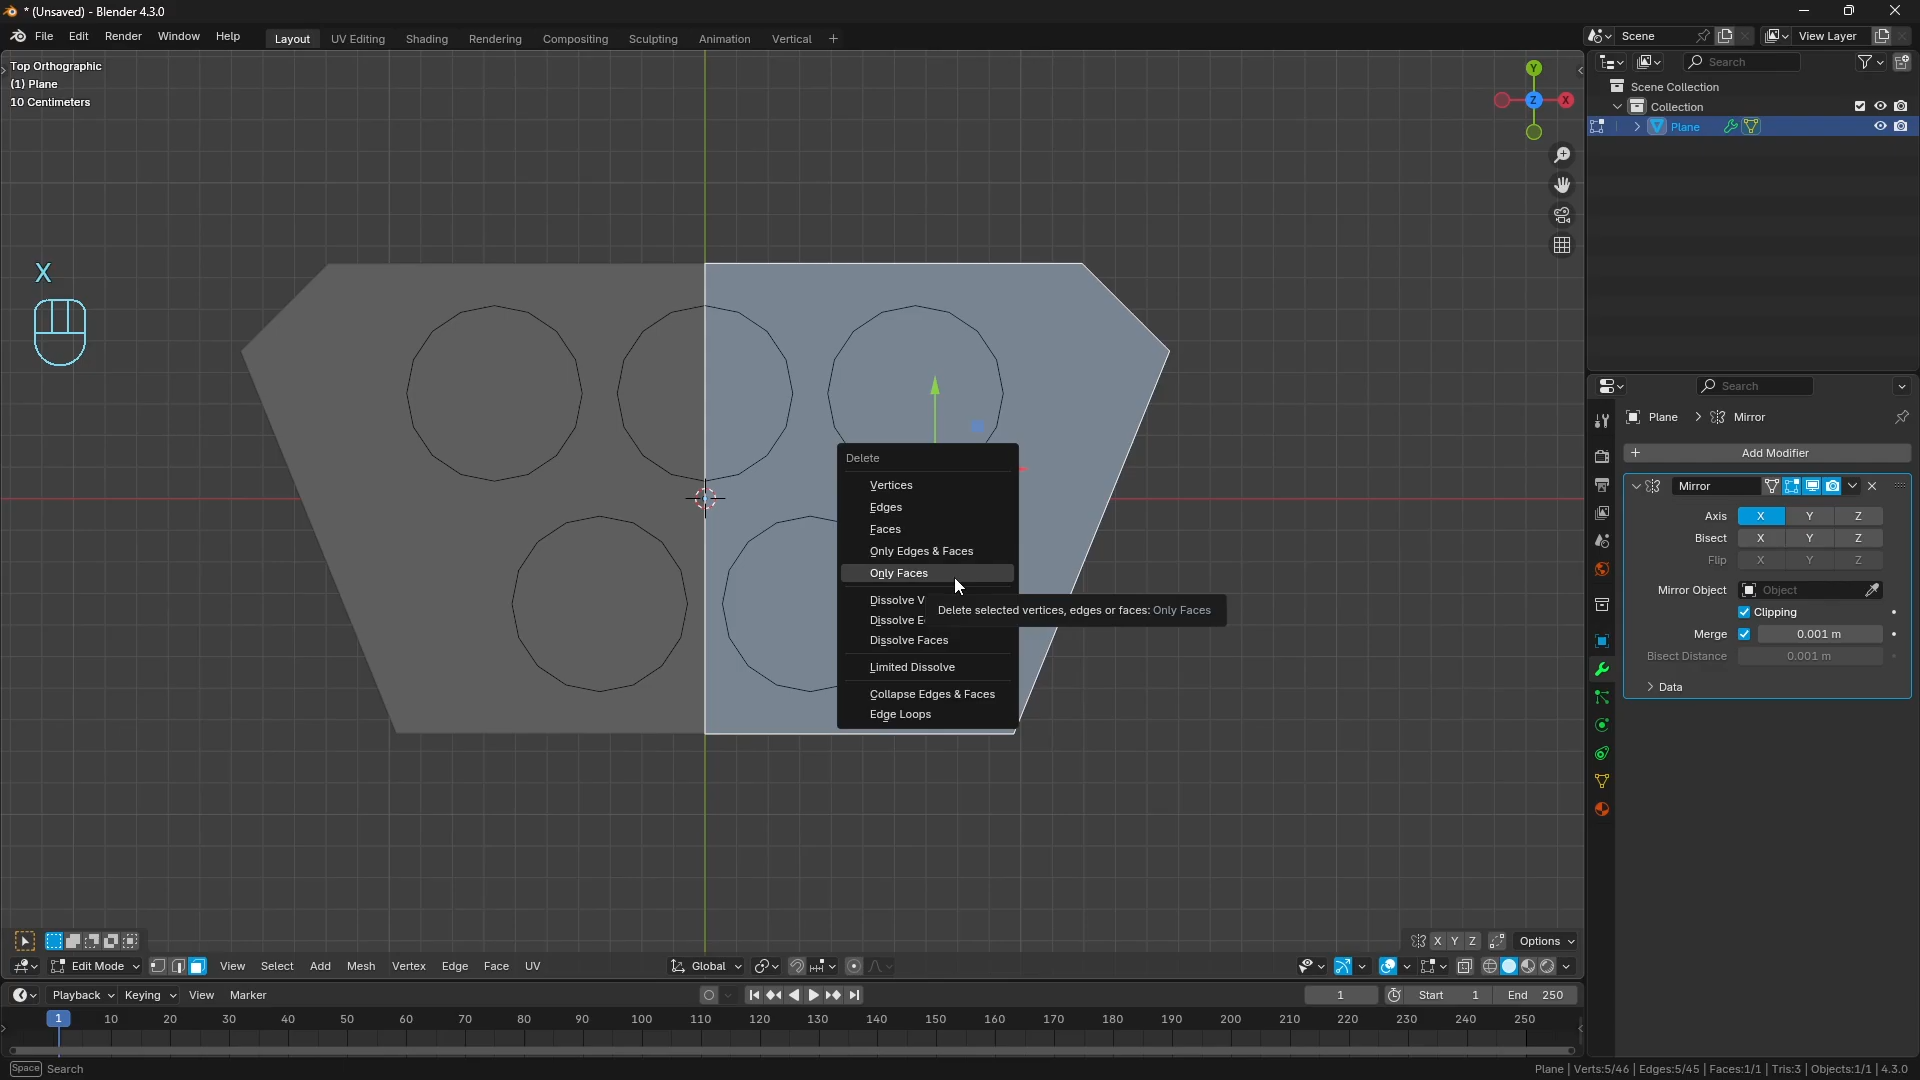 * (Unsaved) - Blender 4.3.0
File Edit Render Window Help
Layout UV Editing Shading Rendering Compositing Sculpting Animation Vertical +
Scene
View Layer
Top Orthographic
(1) Plane
10 Centimeters
Y
Z
X
Search
Scene Collection
Collection
Plane
X
Search
Plane > Mirror
+ Add Modifier
Mirror
Axis X Y Z
Bisect X Y Z
Flip X Y Z
Mirror Object Object
Clipping
Merge 0.001 m
Bisect Distance 0.001 m
Data
Delete
Vertices
Edges
Faces
Only Edges & Faces
Only Faces
Dissolve V
Delete selected vertices, edges or faces: Only Faces
Dissolve E
Dissolve Faces
Limited Dissolve
Collapse Edges & Faces
Edge Loops
X Y Z Options
Edit Mode View Select Add Mesh Vertex Edge Face UV Global
Playback Keying View Marker 1 Start 1 End 250
1 10 20 30 40 50 60 70 80 90 100 110 120 130 140 150 160 170 180 190 200 210 220 230 240 250
Space Search
Plane | Verts:5/46 | Edges:5/45 | Faces:1/1 | Tris:3 | Objects:1/1 | 4.3.0